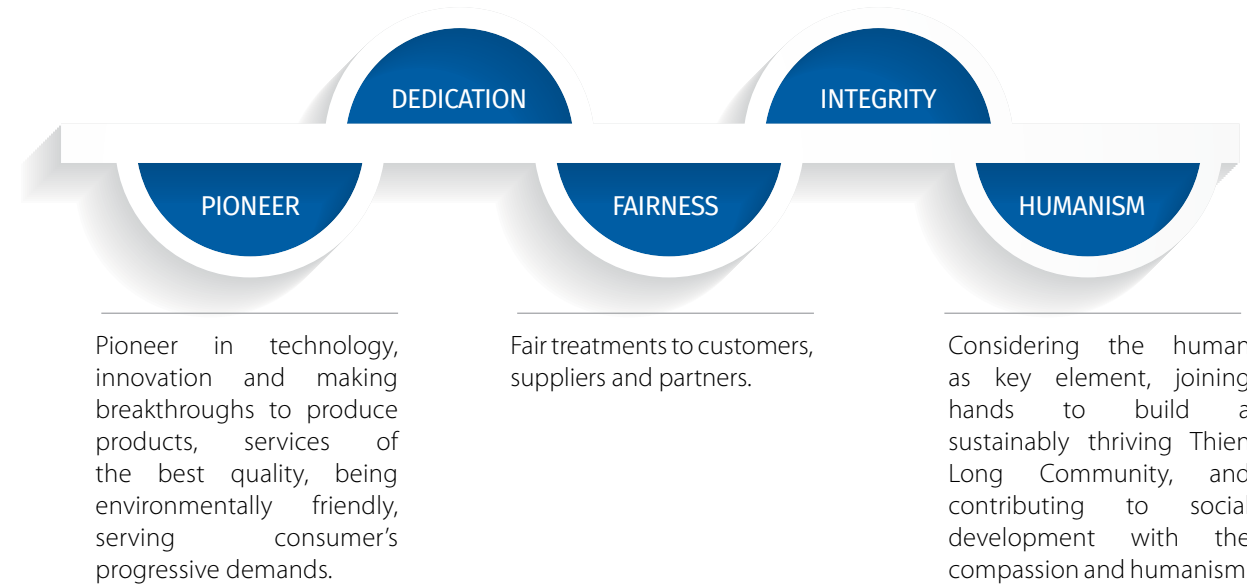 DEDICATION
INTEGRITY
PIONEER
FAIRNESS
HUMANISM
Pioneer in technology,
innovation and making
breakthroughs to produce
products, services of
the best quality, being
environmentally friendly,
serving consumer’s
progressive demands.
Fair treatments to customers,
suppliers and partners.
Considering the human
as key element, joining
hands to build a
sustainably thriving Thien
Long Community, and
contributing to social
development with the
compassion and humanism